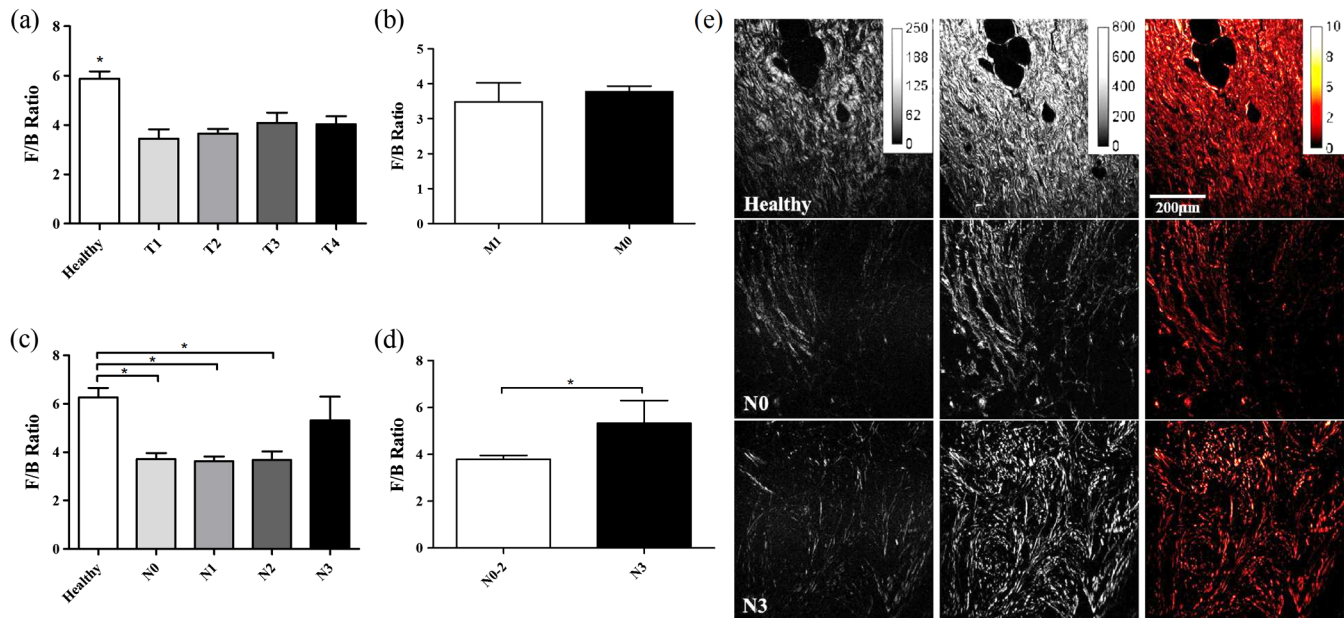 (a)
8
6
4
2
0
F/B Ratio
*
Healthy
T1
T2
T3
T4
(b)
5
4
3
2
1
0
F/B Ratio
M1
M0
(c)
8
6
4
2
0
F/B Ratio
*
*
*
Healthy
N0
N1
N2
N3
(d)
8
6
4
2
0
F/B Ratio
*
N0-2
N3
(e)
250
188
125
62
0
800
600
400
200
0
10
8
5
2
0
Healthy
200μm
N0
N3